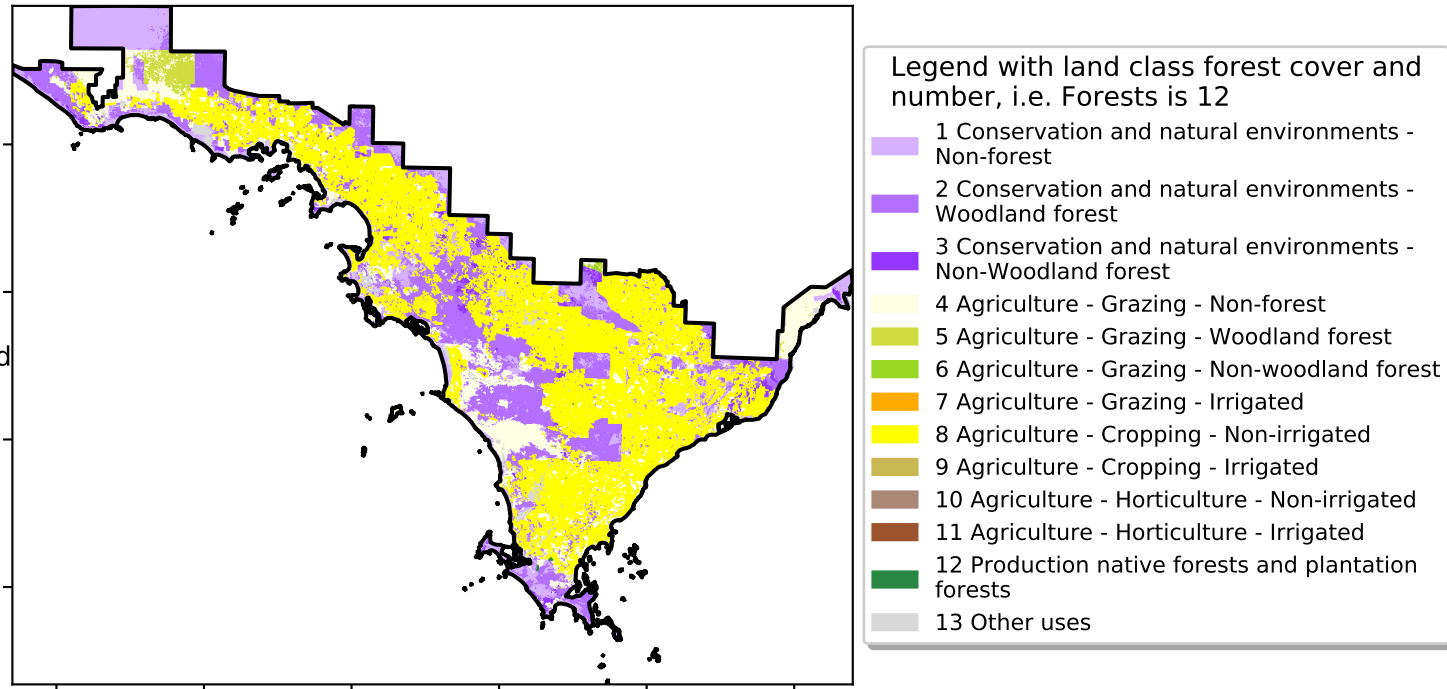 d
Legend with land class forest cover and
number, i.e. Forests is 12
1 Conservation and natural environments -
Non-forest
2 Conservation and natural environments -
Woodland forest
3 Conservation and natural environments -
Non-Woodland forest
4 Agriculture - Grazing - Non-forest
5 Agriculture - Grazing - Woodland forest
6 Agriculture - Grazing - Non-woodland forest
7 Agriculture - Grazing - Irrigated
8 Agriculture - Cropping - Non-irrigated
9 Agriculture - Cropping - Irrigated
10 Agriculture - Horticulture - Non-irrigated
11 Agriculture - Horticulture - Irrigated
12 Production native forests and plantation
forests
13 Other uses